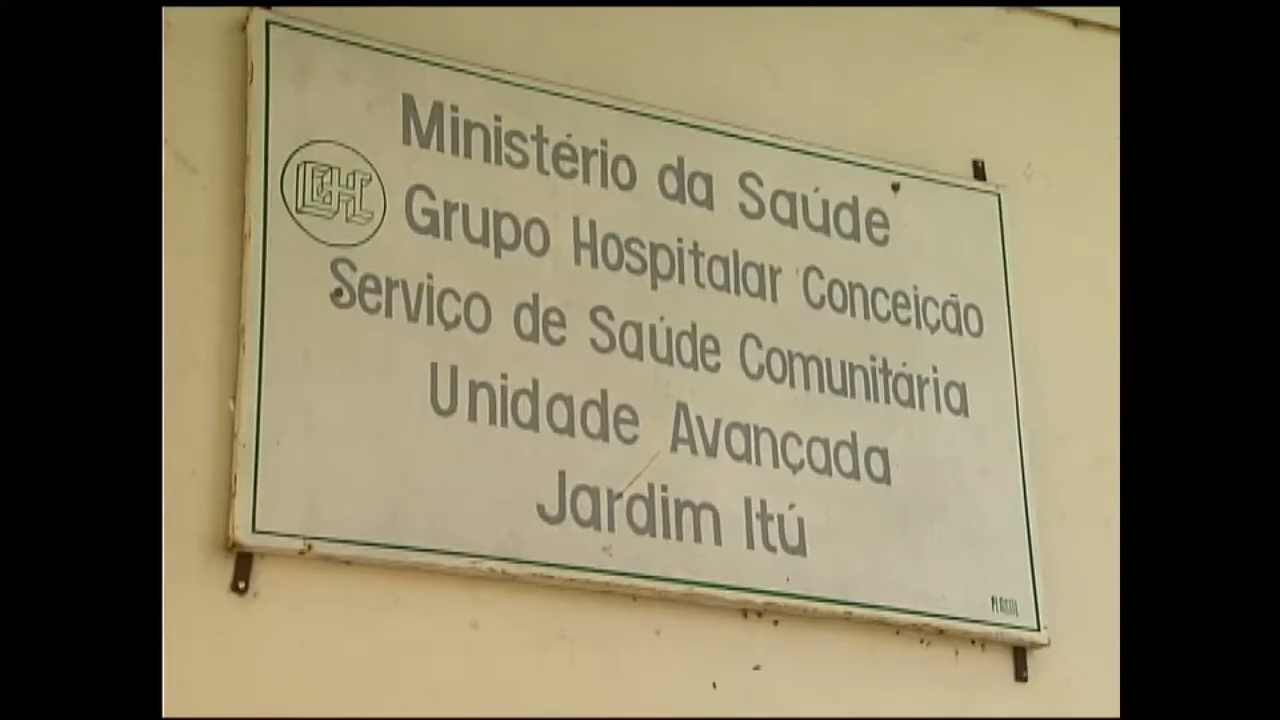 Ministério da Saúde
Grupo Hospitalar Conceição
Serviço de Saúde Comunitária
Unidade Avançada
Jardim Itú